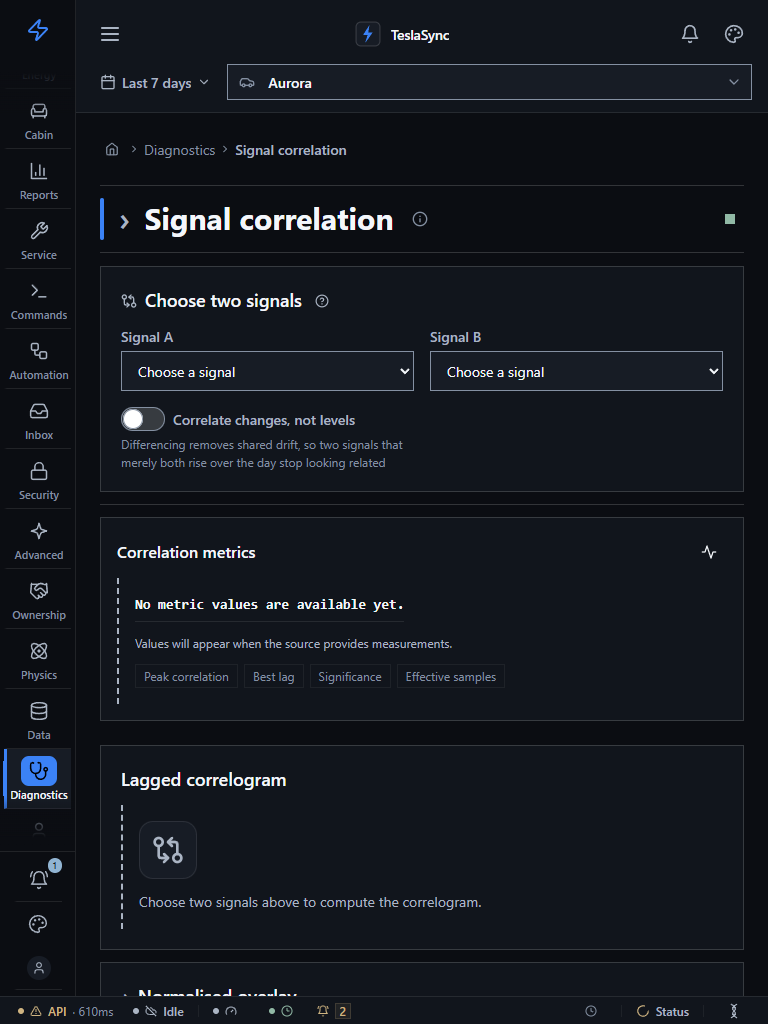 TeslaSync
Last 7 days
Aurora
Energy
Cabin
Reports
Service
Commands
Automation
Inbox
Security
Advanced
Ownership
Physics
Data
Diagnostics
1
Diagnostics
Signal correlation
Signal correlation
Choose two signals
Signal A
Signal B
Choose a signal
Choose a signal
Correlate changes, not levels
Differencing removes shared drift, so two signals that
merely both rise over the day stop looking related
Correlation metrics
No metric values are available yet.
Values will appear when the source provides measurements.
Peak correlation
Best lag
Significance
Effective samples
Lagged correlogram
Choose two signals above to compute the correlogram.
Normalised overlay
API · 610ms
Idle
2
Status